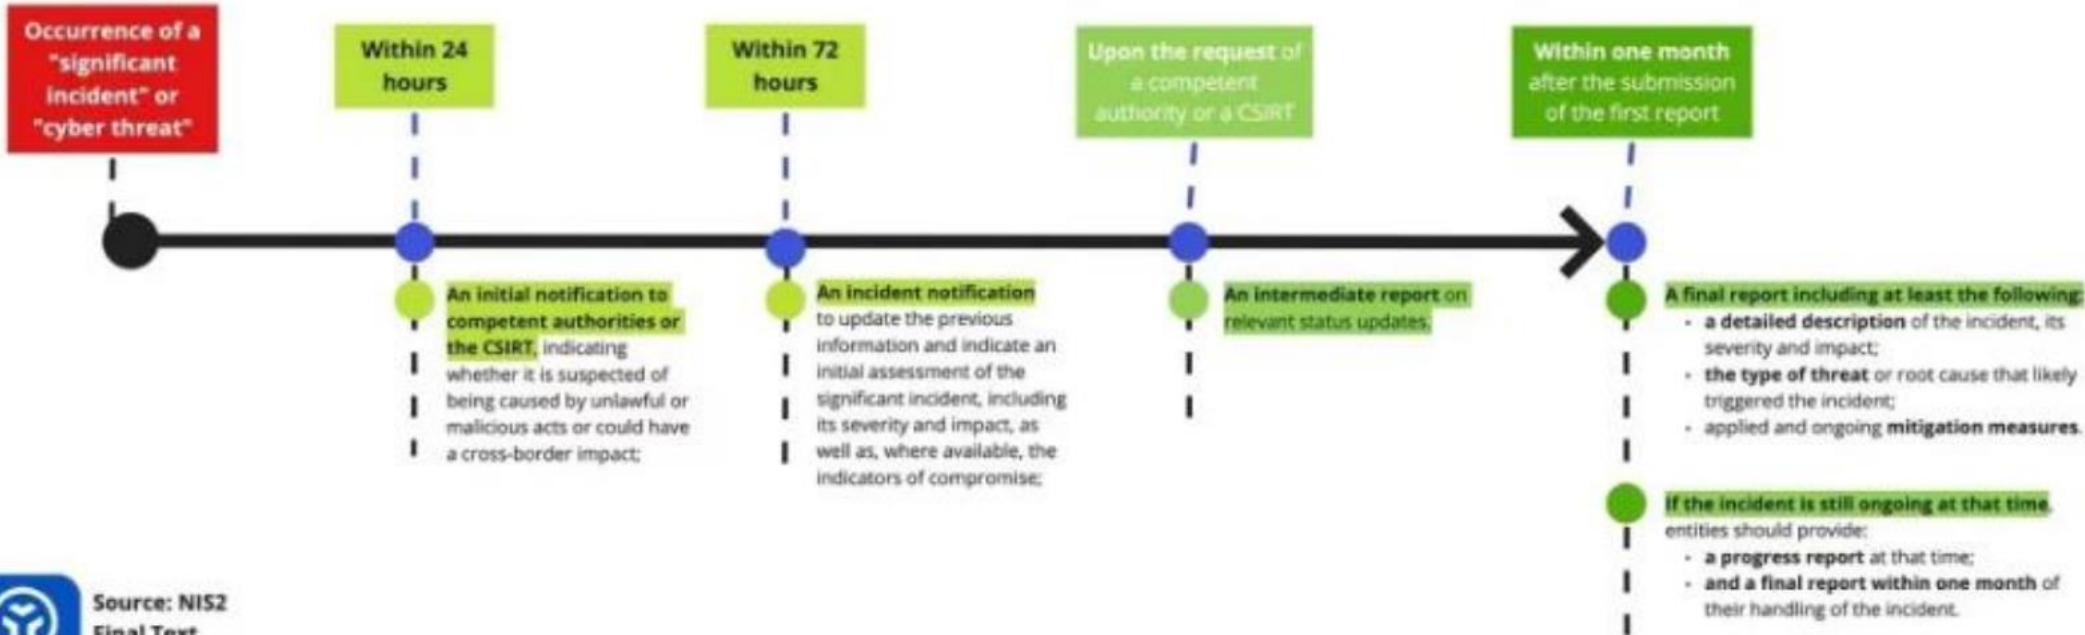 Occurrence of a
"significant
incident" or
"cyber threat"
Within 24
hours
Within 72
hours
Upon the request of
a competent
authority or a CSIRT
Within one month
after the submission
of the first report
An initial notification to
competent authorities or
the CSIRT, indicating
whether it is suspected of
being caused by unlawful or
malicious acts or could have
a cross-border impact;
An incident notification
to update the previous
information and indicate an
initial assessment of the
significant incident, including
its severity and impact, as
well as, where available, the
indicators of compromise;
An intermediate report on
relevant status updates.
A final report including at least the following:
• a detailed description of the incident, its
severity and impact;
• the type of threat or root cause that likely
triggered the incident;
• applied and ongoing mitigation measures.
If the incident is still ongoing at that time,
entities should provide:
• a progress report at that time;
• and a final report within one month of
their handling of the incident.
Source: NIS2
Final Text